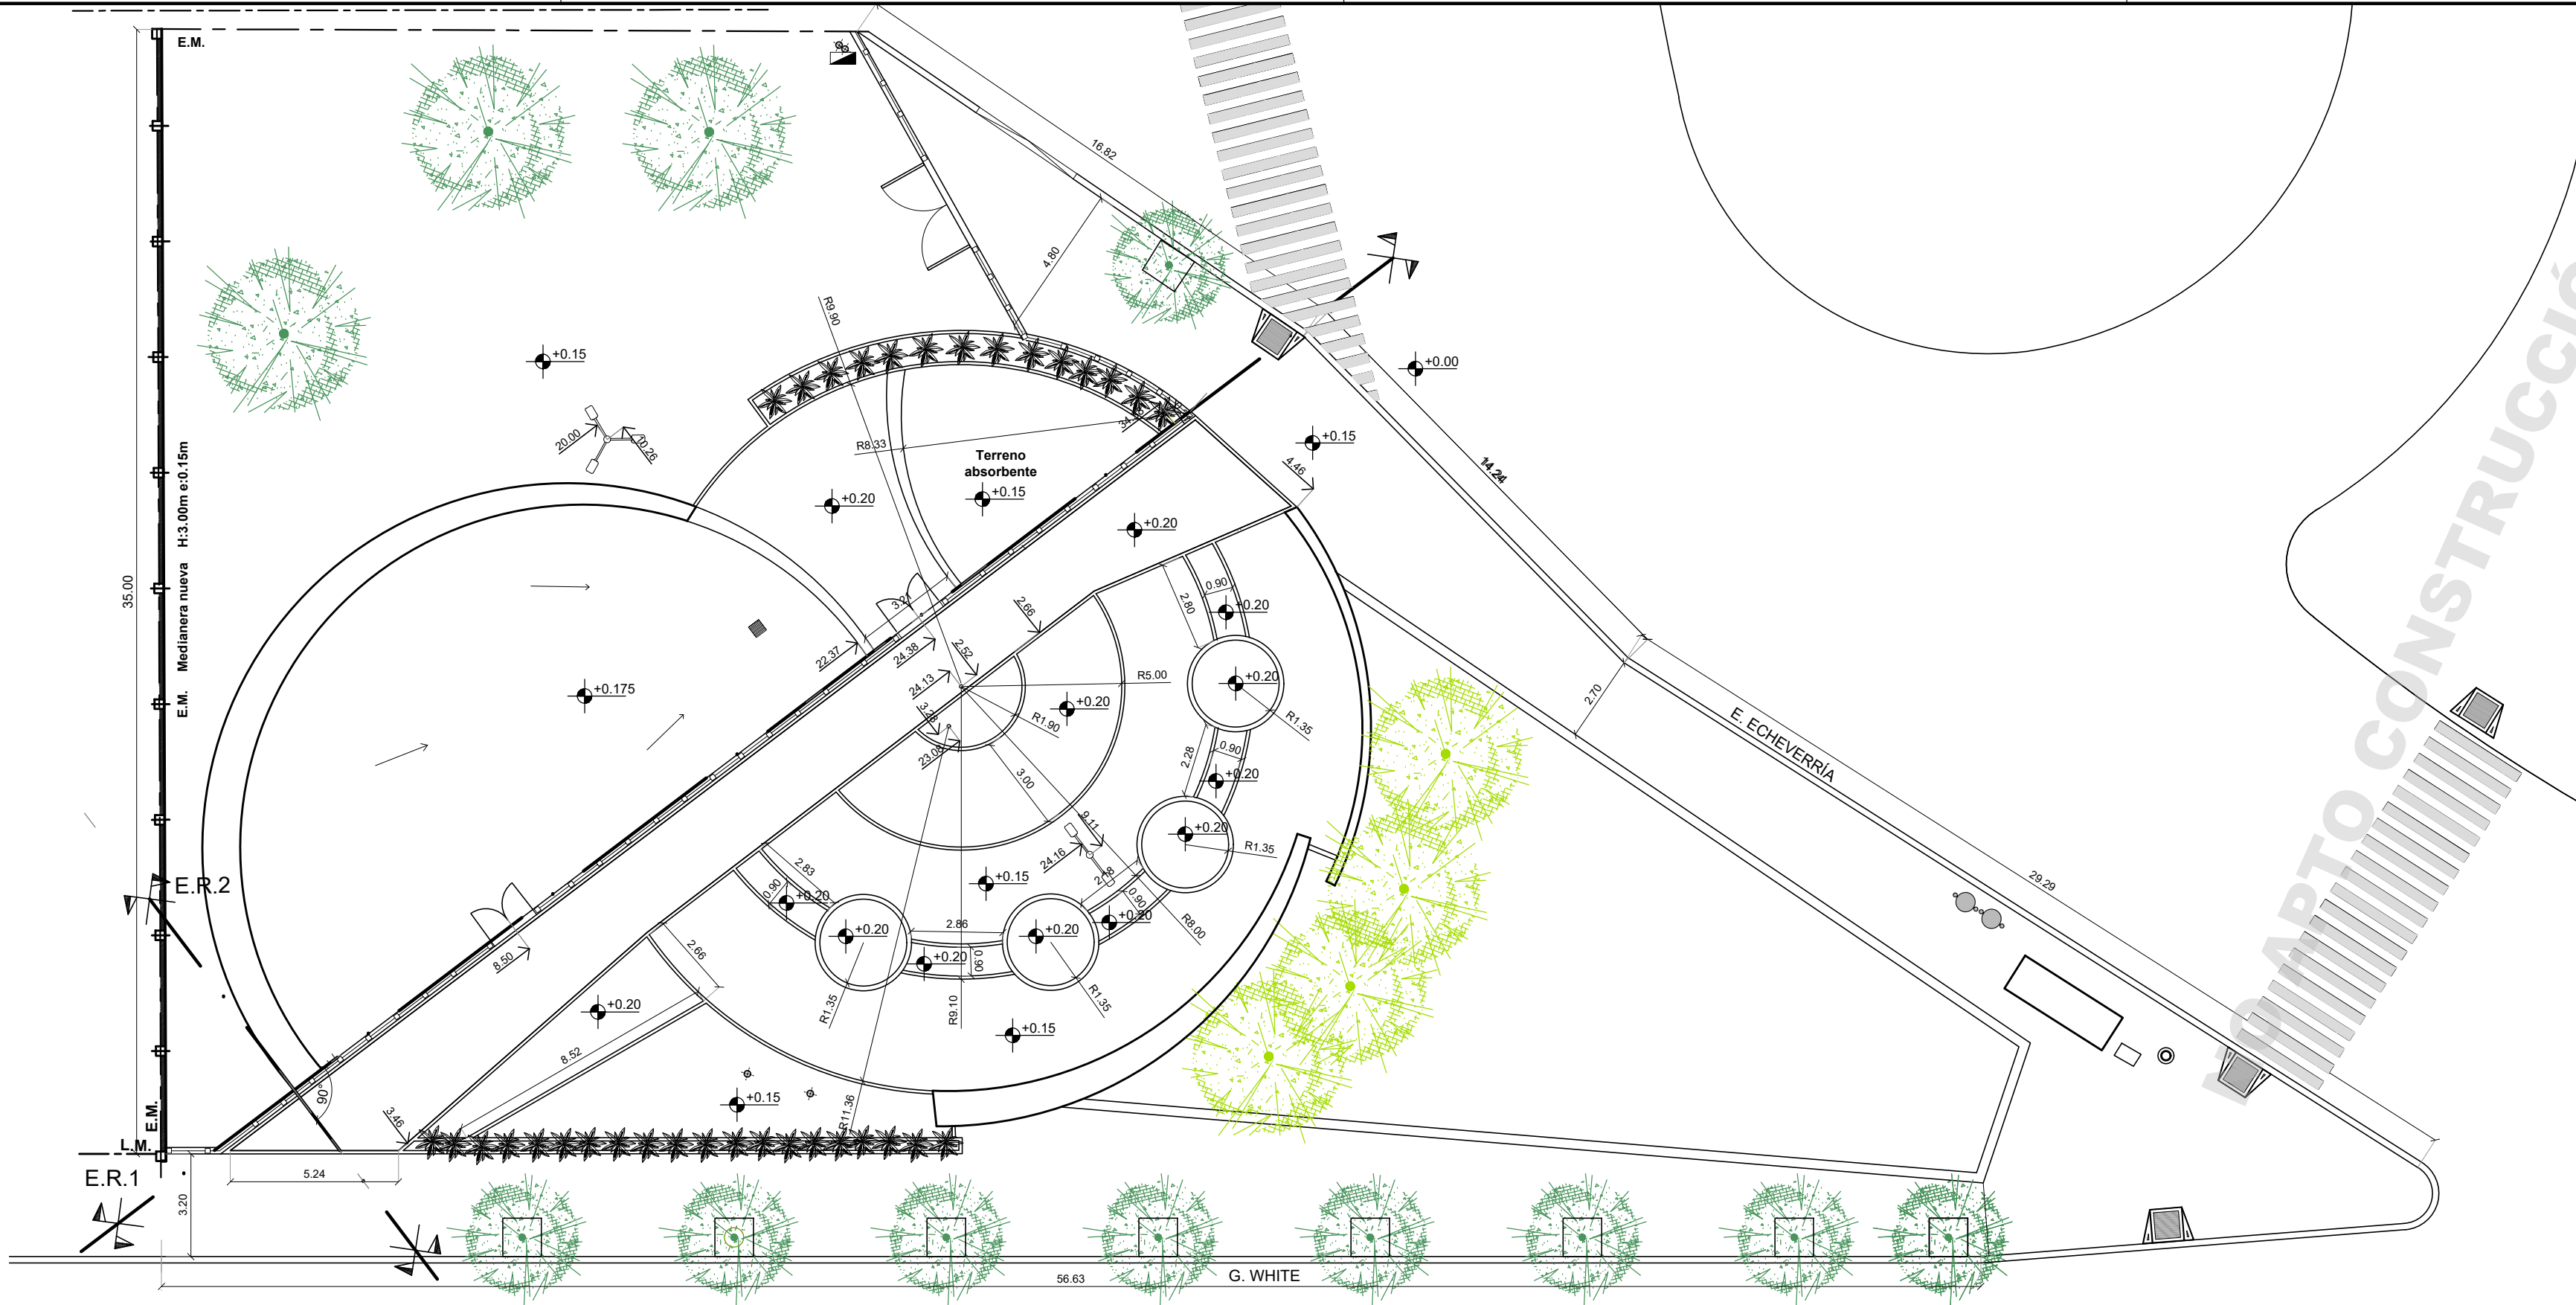 E.M.
16.82
4.80
R9.90
+0.15
+0.00
35.00
E.M.    Medianera nueva    H:3.00m e:0.15m
20.00
10.26
R8.33
Terreno
absorbente
+0.15
+0.20
+0.15
4.46
14.24
+0.20
3.21
2.66
2.80
0.90
+0.20
22.37
24.38
2.52
24.13
R5.00
+0.20
+0.175
+0.20
R1.90
R1.35
3.28
23.08
2.28
0.90
+0.20
3.00
2.70
E. ECHEVERRÍA
NO APTO CONSTRUCCIÓ
9.11
24.16
+0.20
R1.35
2.83
0.90
+0.20
+0.15
0.90
+0.20
R8.00
29.29
E.R.2
+0.20
2.86
+0.20
+0.20
0.90
8.50
2.66
R1.35
R9.10
R1.35
+0.20
+0.15
8.52
90°
+0.15
R11.36
3.46
E.M.
L.M.
E.R.1
5.24
3.20
56.63
G. WHITE